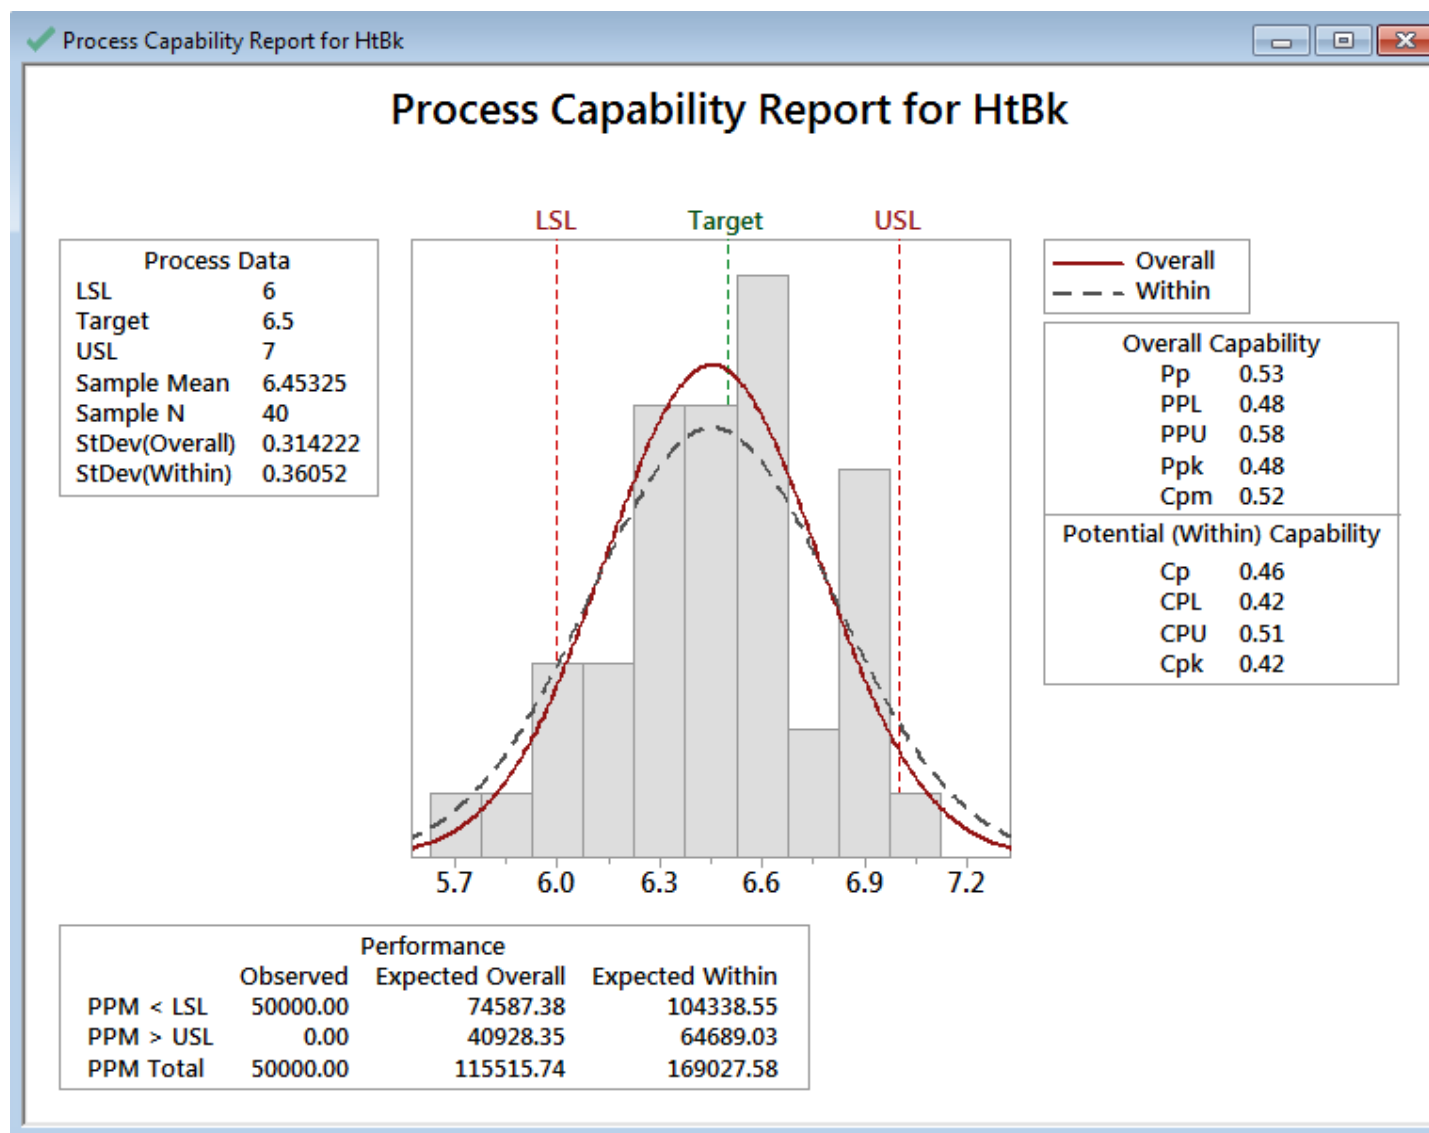 Process Capability Report for HtBk
Process Capability Report for HtBk
LSL Target USL
Process Data
LSL 6
Target 6.5
USL 7
Sample Mean 6.45325
Sample N 40
StDev(Overall) 0.314222
StDev(Within) 0.36052
Overall
Within
Overall Capability
Pp 0.53
PPL 0.48
PPU 0.58
Ppk 0.48
Cpm 0.52
Potential (Within) Capability
Cp 0.46
CPL 0.42
CPU 0.51
Cpk 0.42
5.7 6.0 6.3 6.6 6.9 7.2
Performance
Observed Expected Overall Expected Within
PPM < LSL 50000.00 74587.38 104338.55
PPM > USL 0.00 40928.35 64689.03
PPM Total 50000.00 115515.74 169027.58